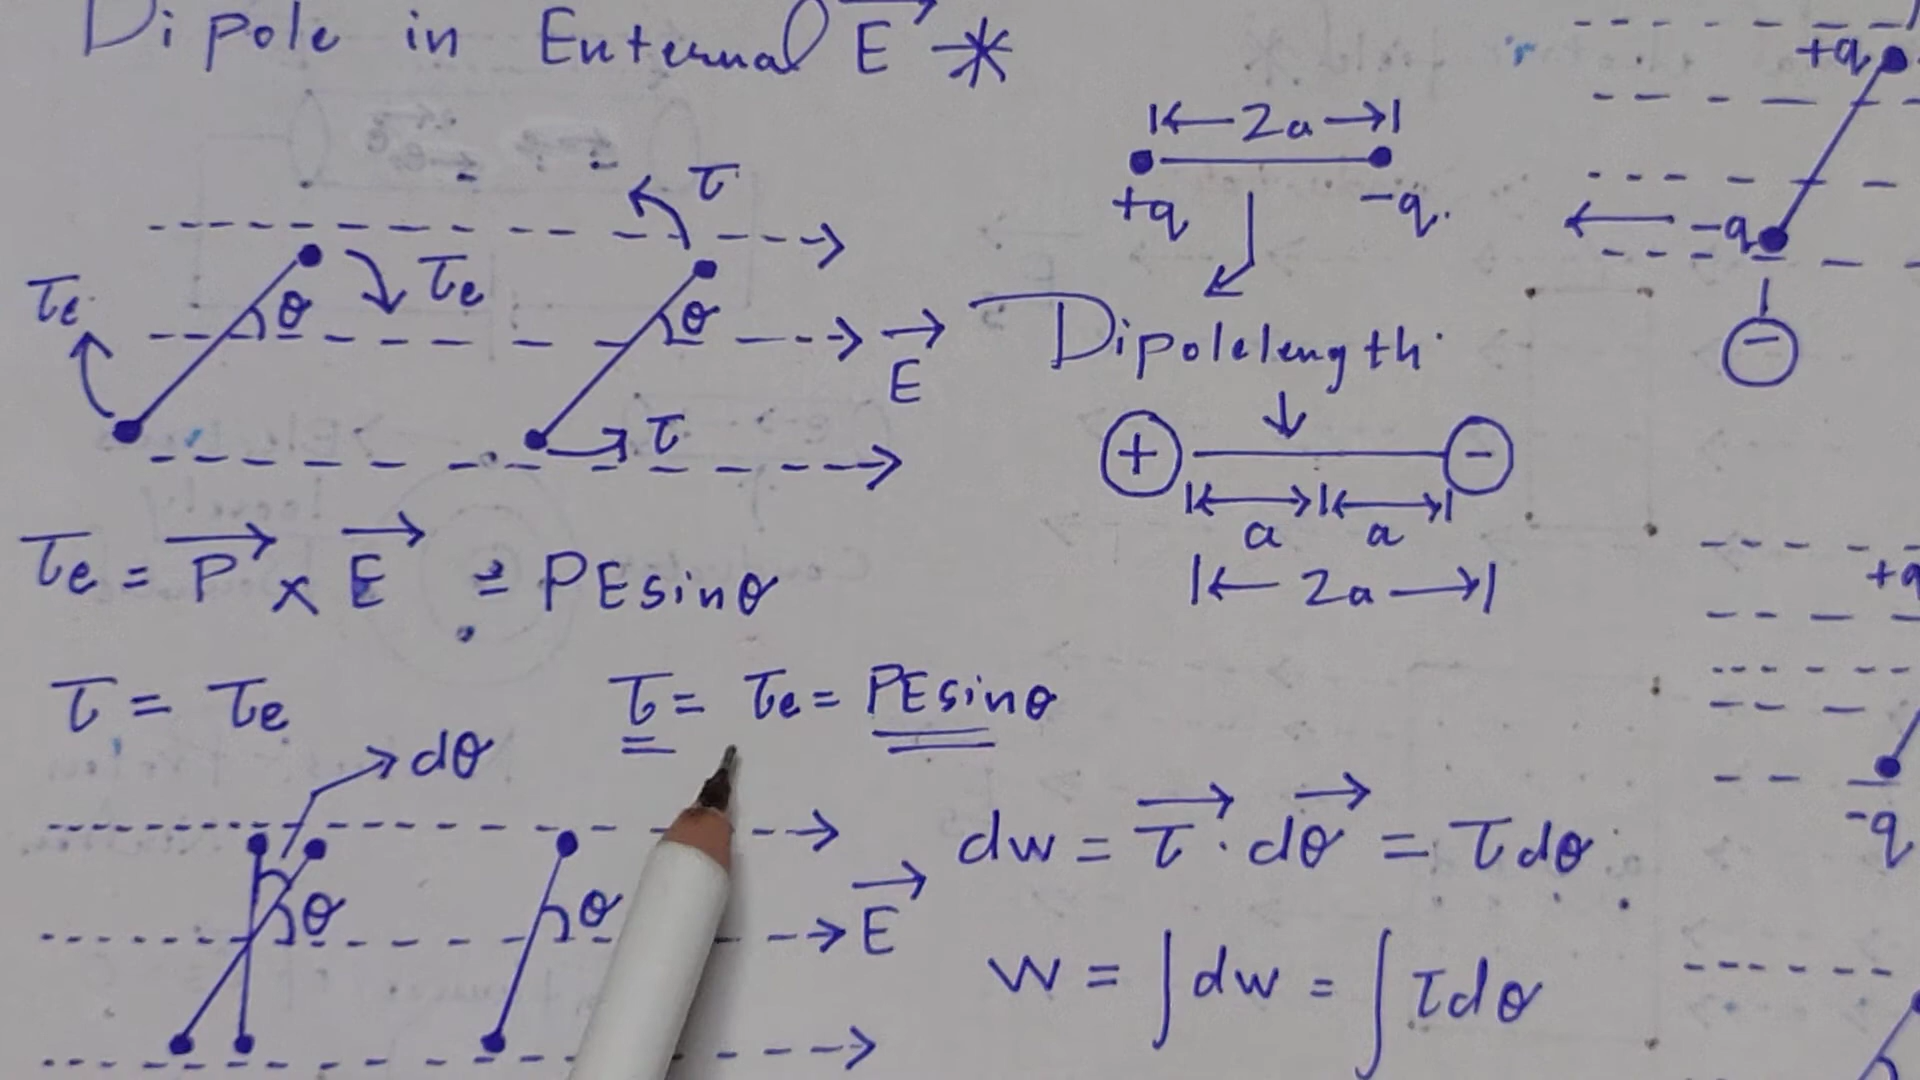 Dipole in External E
2a
+q -q.
Dipolelength.
+ -
a a
2a
τ
τe θ τe θ
E
τ
τe = P × E = PEsinθ
τ = τe
τ = τe = PEsinθ
dθ
θ θ
E
dw = τ . dθ = τdθ
w = ∫dw = ∫τdθ
+q
-q
-
+q
-q